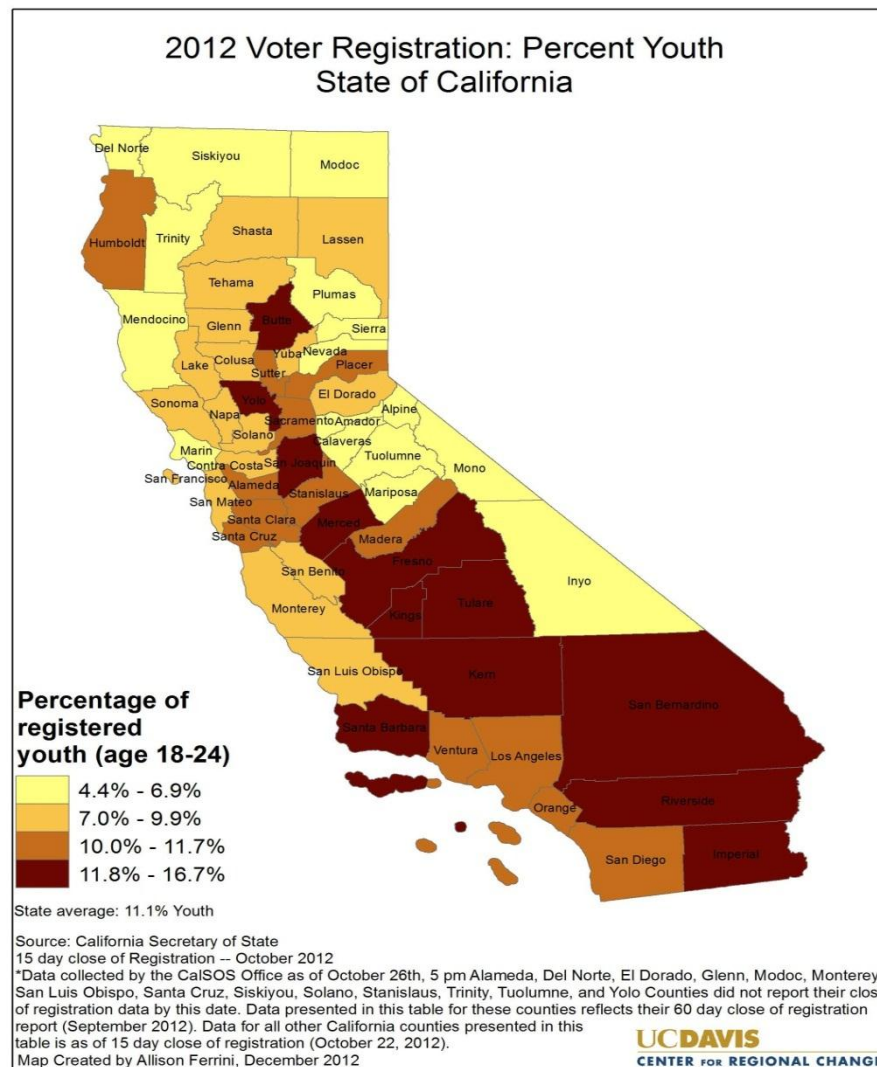 2012 Voter Registration: Percent Youth
State of California
Del Norte
Siskiyou
Modoc
Humboldt
Trinity
Shasta
Lassen
Tehama
Plumas
Mendocino
Glenn
Butte
Sierra
Lake
Colusa
Yuba
Nevada
Sutter
Placer
Sonoma
Napa
Yolo
El Dorado
Sacramento
Alpine
Amador
Solano
Marin
Calaveras
Contra Costa
San Joaquin
Tuolumne
Mono
San Francisco
Alameda
Stanislaus
Mariposa
San Mateo
Santa Clara
Merced
Santa Cruz
Madera
Fresno
San Benito
Inyo
Monterey
Kings
Tulare
San Luis Obispo
Kern
San Bernardino
Santa Barbara
Ventura
Los Angeles
Orange
Riverside
San Diego
Imperial
Percentage of
registered
youth (age 18-24)
4.4% - 6.9%
7.0% - 9.9%
10.0% - 11.7%
11.8% - 16.7%
State average: 11.1% Youth
Source: California Secretary of State
15 day close of Registration -- October 2012
*Data collected by the CalSOS Office as of October 26th, 5 pm Alameda, Del Norte, El Dorado, Glenn, Modoc, Monterey
San Luis Obispo, Santa Cruz, Siskiyou, Solano, Stanislaus, Trinity, Tuolumne, and Yolo Counties did not report their clos
of registration data by this date. Data presented in this table for these counties reflects their 60 day close of registration
report (September 2012). Data for all other California counties presented in this
table is as of 15 day close of registration (October 22, 2012).
Map Created by Allison Ferrini, December 2012
UCDAVIS
CENTER FOR REGIONAL CHANGE